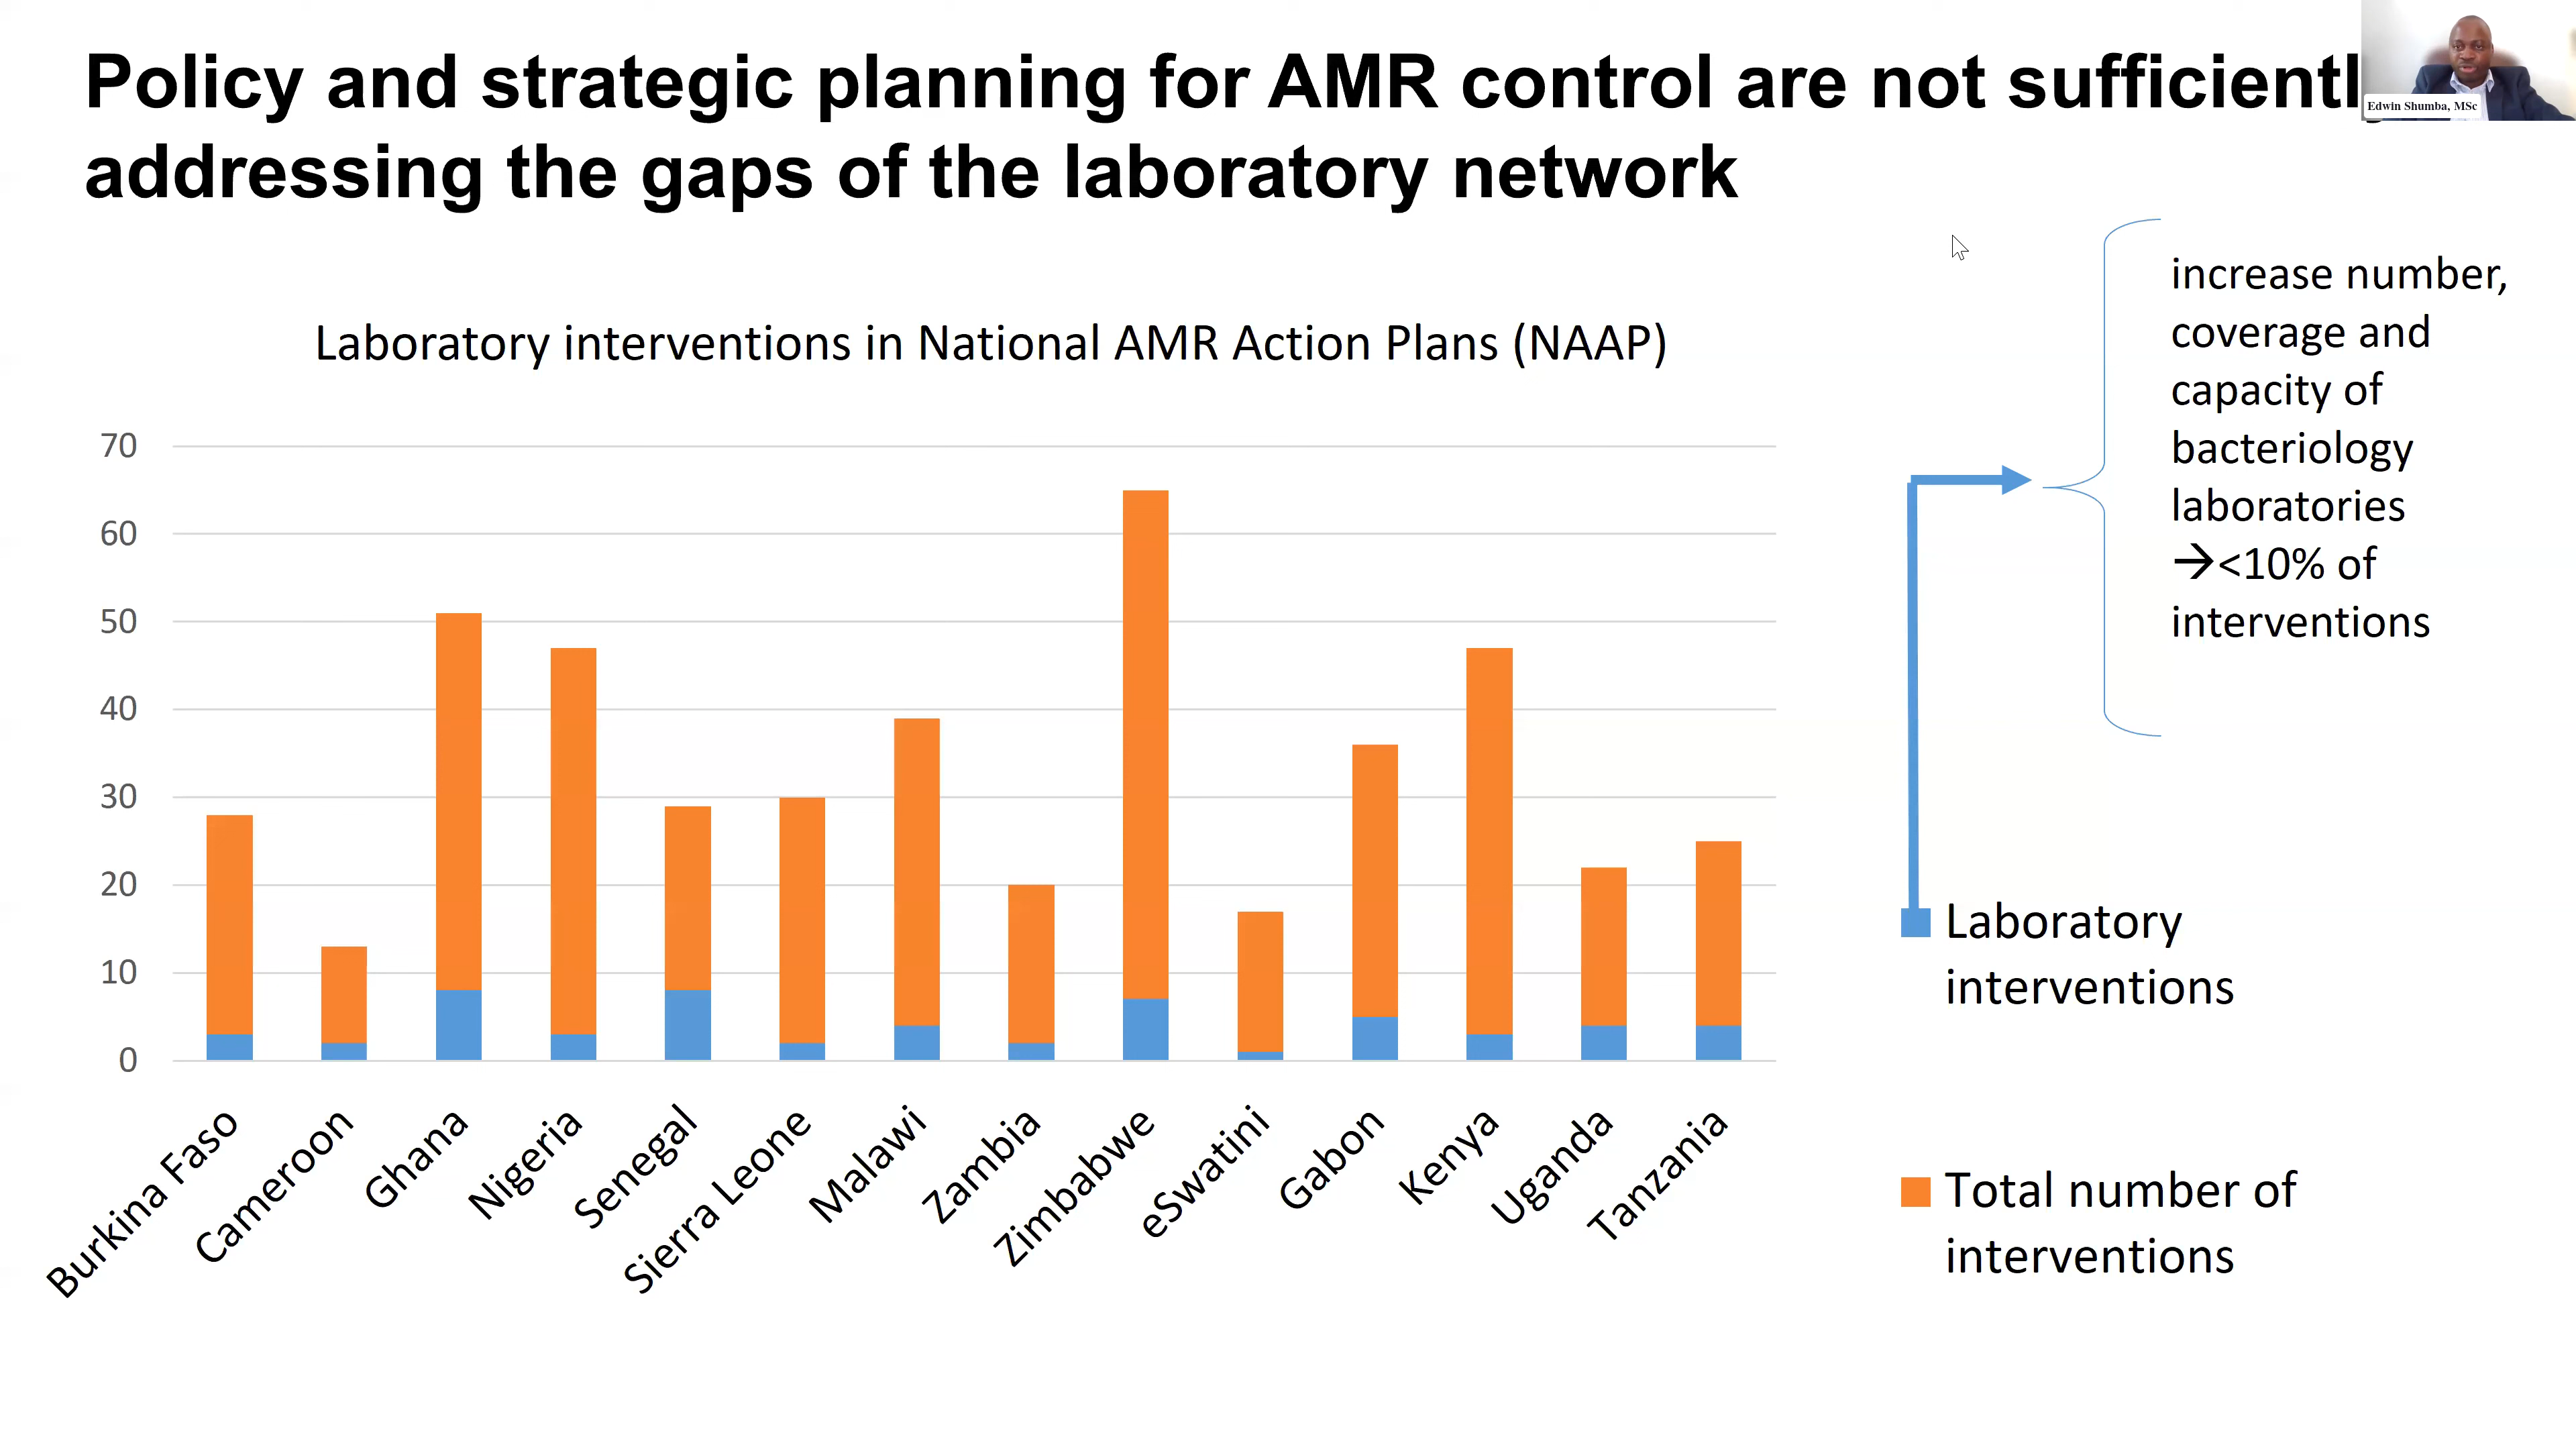 Policy and strategic planning for AMR control are not
addressing the gaps of the laboratory network
Edwin Shumba, MSc
increase number,
coverage and
capacity of
bacteriology
laboratories
→<10% of
interventions
Laboratory interventions in National AMR Action Plans (NAAP)
70
60
50
40
30
20
10
0
Burkina Faso
Cameroon
Ghana
Nigeria
Senegal
Sierra Leone
Malawi
Zambia
Zimbabwe
eSwatini
Gabon
Kenya
Uganda
Tanzania
Laboratory
interventions
Total number of
interventions